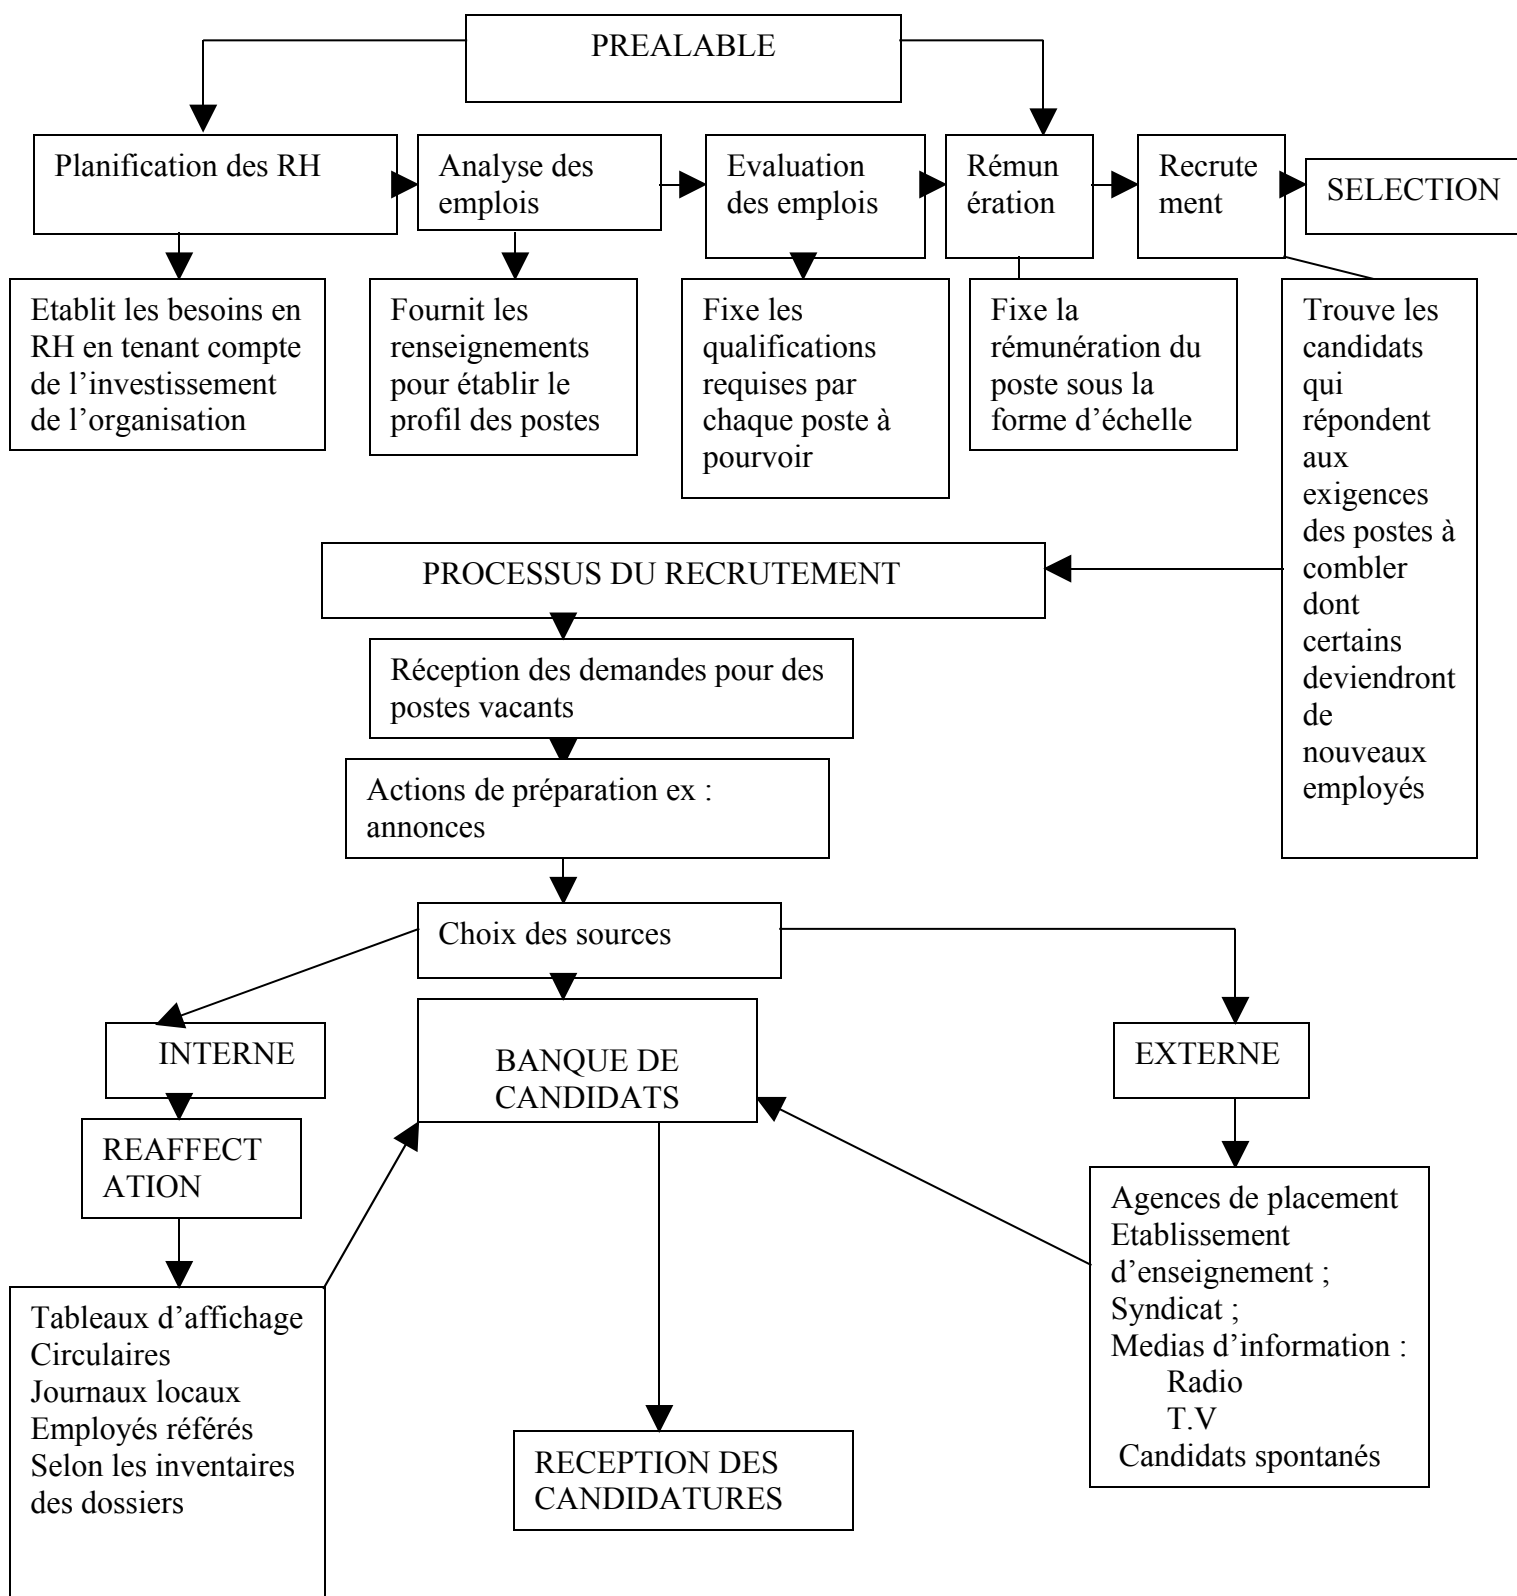 PREALABLE
Planification des RH
Analyse des
emplois
Evaluation
des emplois
Rémun
ération
Recrute
ment
SELECTION
Etablit les besoins en
RH en tenant compte
de l’investissement
de l’organisation
Fournit les
renseignements
pour établir le
profil des postes
Fixe les
qualifications
requises par
chaque poste à
pourvoir
Fixe la
rémunération du
poste sous la
forme d’échelle
Trouve les
candidats
qui
répondent
aux
exigences
des postes à
combler
dont
certains
deviendront
de
nouveaux
employés
PROCESSUS DU RECRUTEMENT
Réception des demandes pour des
postes vacants
Actions de préparation ex :
annonces
Choix des sources
INTERNE
BANQUE DE
CANDIDATS
EXTERNE
REAFFECT
ATION
Tableaux d’affichage
Circulaires
Journaux locaux
Employés référés
Selon les inventaires
des dossiers
Agences de placement
Etablissement
d’enseignement ;
Syndicat ;
Medias d’information :
Radio
T.V
Candidats spontanés
RECEPTION DES
CANDIDATURES